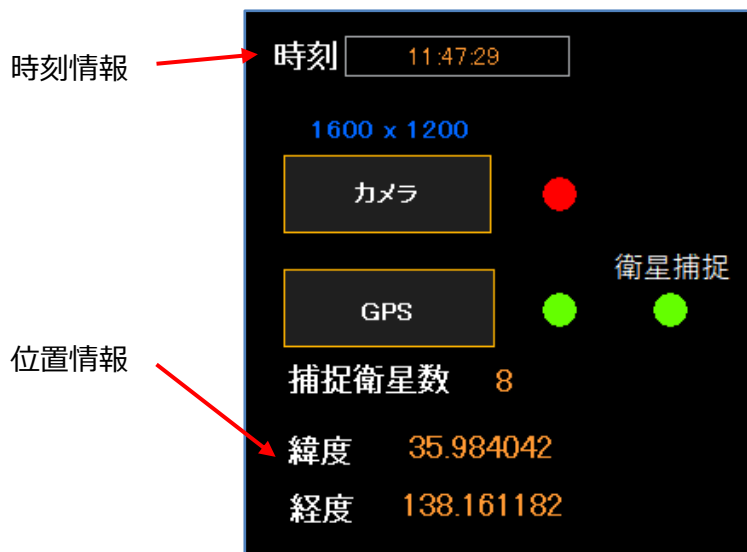 時刻情報
時刻 11:47:29
1600 x 1200
カメラ
衛星捕捉
GPS
位置情報
捕捉衛星数 8
緯度 35.984042
経度 138.161182